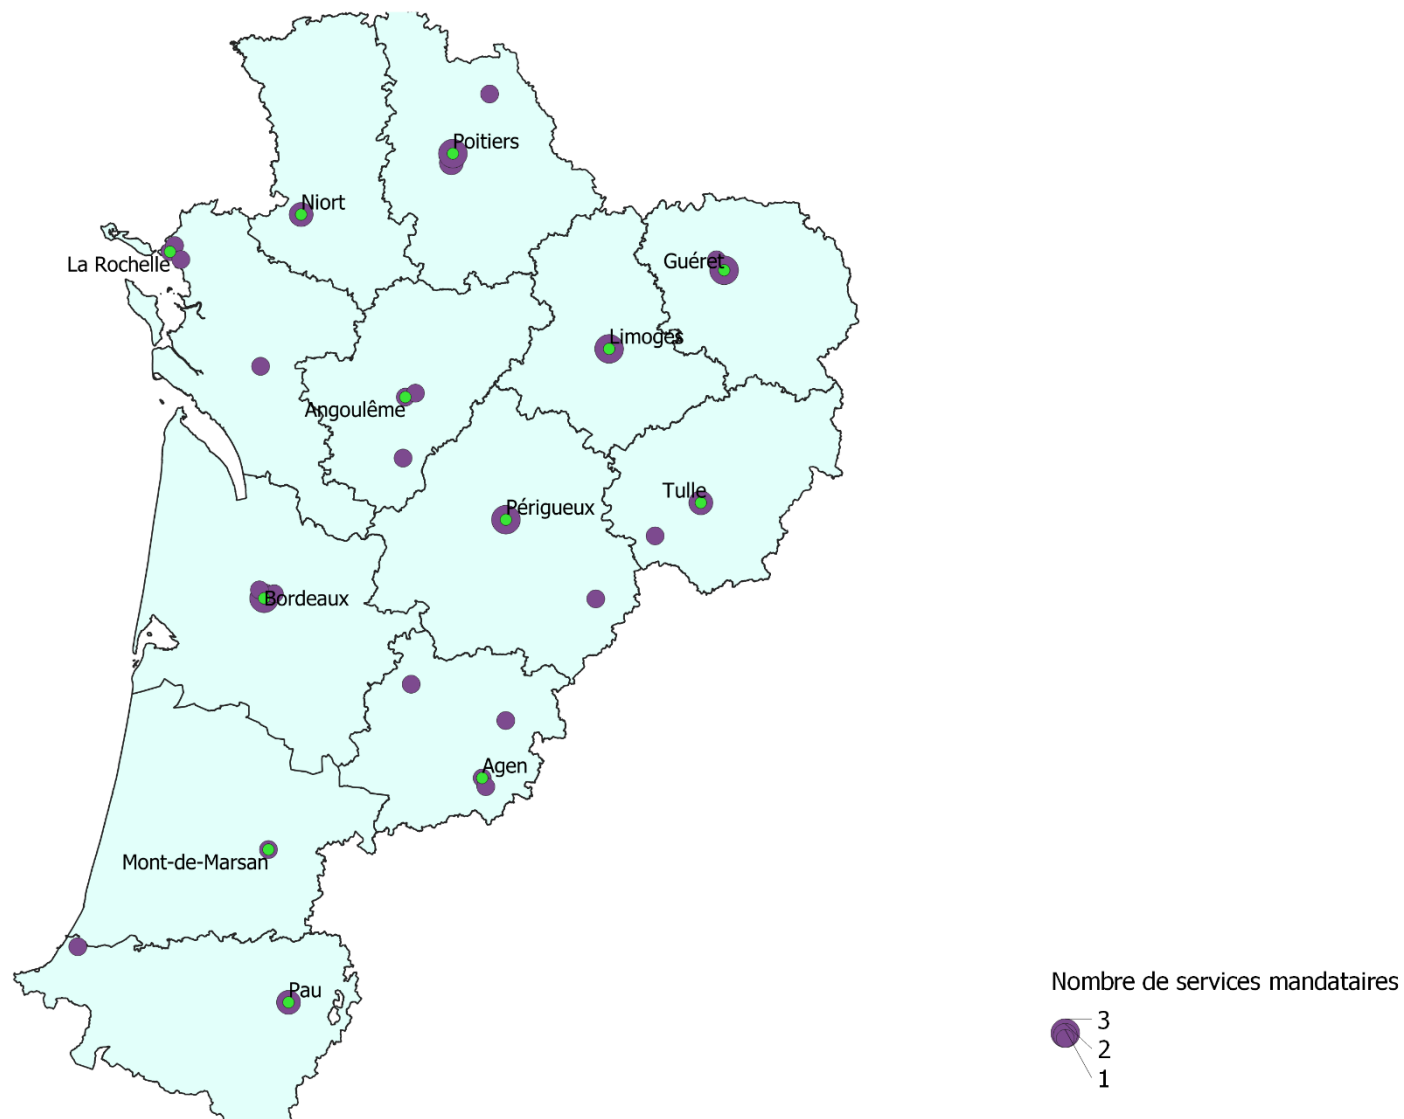 Poitiers
Niort
La Rochelle
Guéret
Limoges
Angoulême
Tulle
Périgueux
Bordeaux
Agen
Mont-de-Marsan
Pau
Nombre de services mandataires
3
2
1